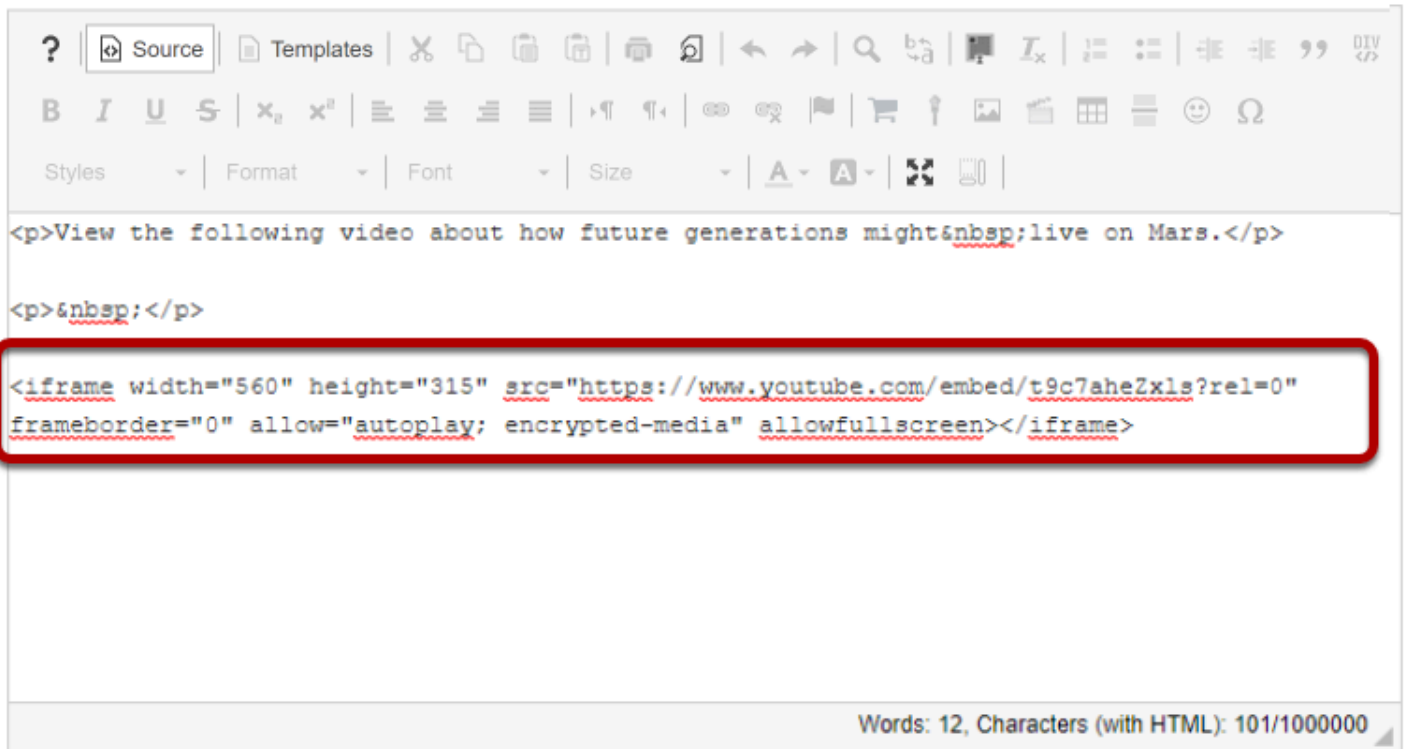 ? Source Templates
B I U S x₂ x²
Styles Format Font Size A A
<p>View the following video about how future generations might&nbsp;live on Mars.</p>
<p>&nbsp;</p>
<iframe width="560" height="315" src="https://www.youtube.com/embed/t9c7aheZxls?rel=0"
frameborder="0" allow="autoplay; encrypted-media" allowfullscreen></iframe>
Words: 12, Characters (with HTML): 101/1000000